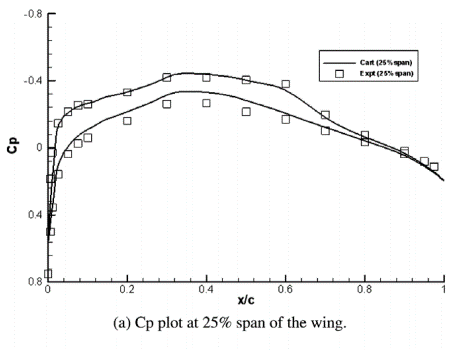 -0.8
-0.4
0
0.4
0.8
Cp
Cart (25% span)
Expt (25% span)
0
0.2
0.4
0.6
0.8
1
x/c
(a) Cp plot at 25% span of the wing.